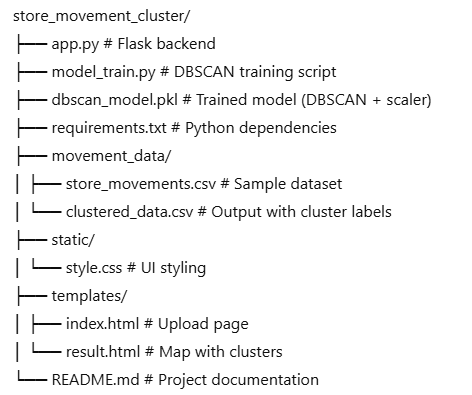 store_movement_cluster/
├── app.py # Flask backend
├── model_train.py # DBSCAN training script
├── dbscan_model.pkl # Trained model (DBSCAN + scaler)
├── requirements.txt # Python dependencies
├── movement_data/
│ ├── store_movements.csv # Sample dataset
│ └── clustered_data.csv # Output with cluster labels
├── static/
│ └── style.css # UI styling
├── templates/
│ ├── index.html # Upload page
│ └── result.html # Map with clusters
└── README.md # Project documentation